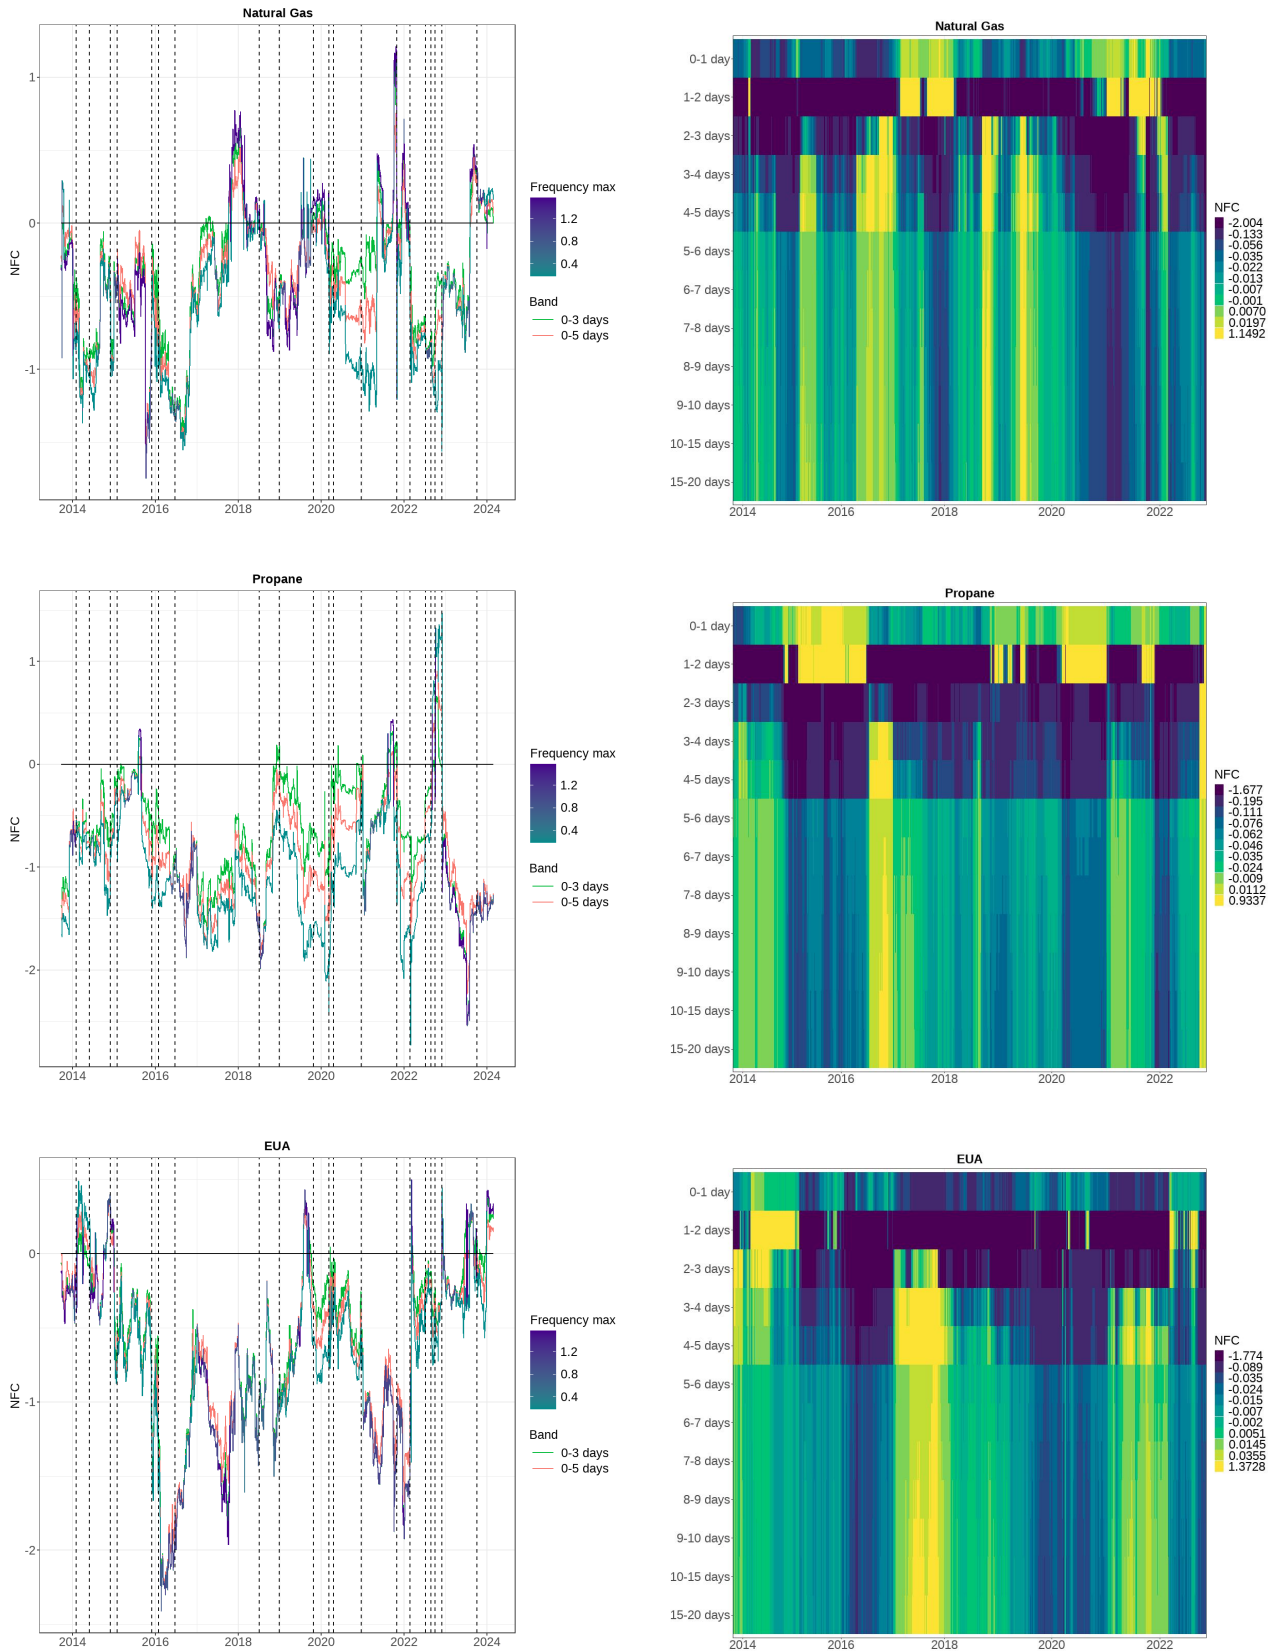 Natural Gas
NFC
1
0
-1
2014 2016 2018 2020 2022 2024
Frequency max
1.2
0.8
0.4
Band
0-3 days
0-5 days
Natural Gas
0-1 day
1-2 days
2-3 days
3-4 days
4-5 days
5-6 days
6-7 days
7-8 days
8-9 days
9-10 days
10-15 days
15-20 days
2014 2016 2018 2020 2022
NFC
-2.004
-0.133
-0.056
-0.035
-0.022
-0.013
-0.007
-0.001
0.0070
0.0197
1.1492
Propane
NFC
1
0
-1
-2
2014 2016 2018 2020 2022 2024
Frequency max
1.2
0.8
0.4
Band
0-3 days
0-5 days
Propane
0-1 day
1-2 days
2-3 days
3-4 days
4-5 days
5-6 days
6-7 days
7-8 days
8-9 days
9-10 days
10-15 days
15-20 days
2014 2016 2018 2020 2022
NFC
-1.677
-0.195
-0.111
-0.076
-0.062
-0.046
-0.035
-0.024
-0.009
0.0112
0.9337
EUA
NFC
0
-1
-2
2014 2016 2018 2020 2022 2024
Frequency max
1.2
0.8
0.4
Band
0-3 days
0-5 days
EUA
0-1 day
1-2 days
2-3 days
3-4 days
4-5 days
5-6 days
6-7 days
7-8 days
8-9 days
9-10 days
10-15 days
15-20 days
2014 2016 2018 2020 2022
NFC
-1.774
-0.089
-0.035
-0.024
-0.015
-0.007
-0.002
0.0051
0.0145
0.0355
1.3728